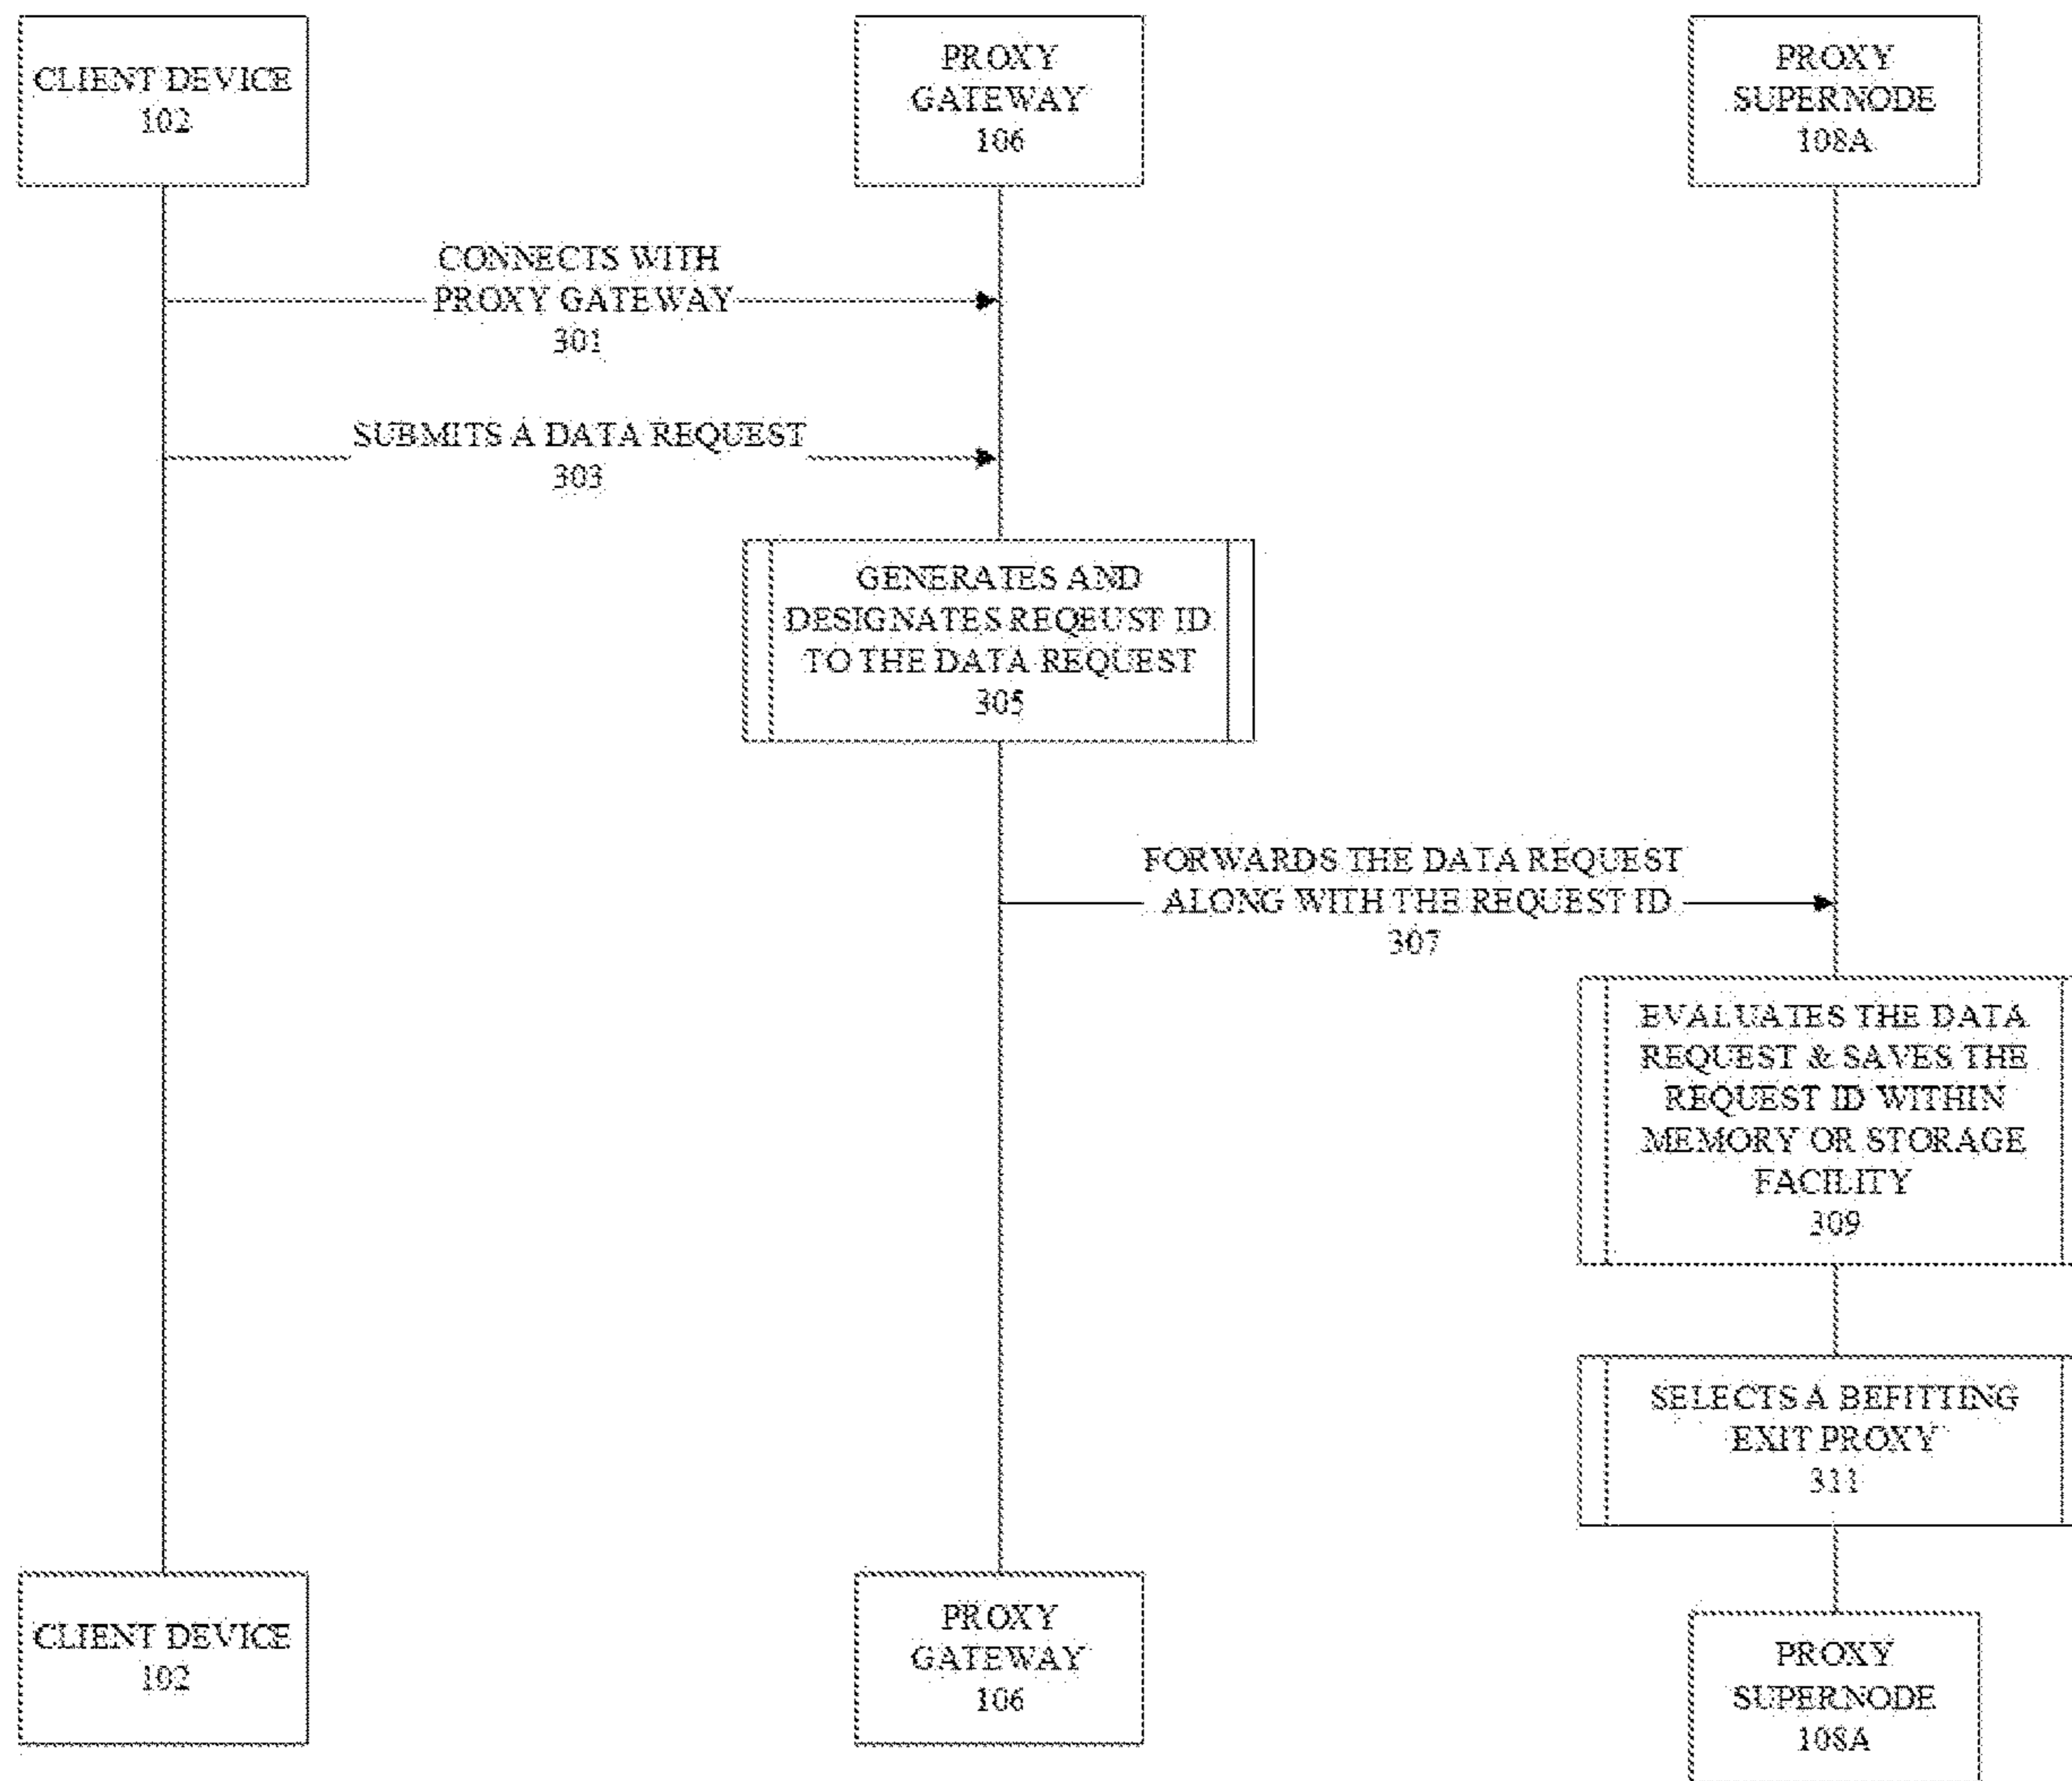 CLIENT DEVICE
102
PROXY
GATEWAY
106
PROXY
SUPERNODE
108A
CONNECTS WITH
PROXY GATEWAY
301
SUBMITS A DATA REQUEST
303
GENERATES AND
DESIGNATES REQEUST ID
TO THE DATA REQUEST
305
FORWARDS THE DATA REQUEST
ALONG WITH THE REQUEST ID
307
EVALUATES THE DATA
REQUEST & SAVES THE
REQUEST ID WITHIN
MEMORY OR STORAGE
FACILITY
309
SELECTS A BEFITTING
EXIT PROXY
311
CLIENT DEVICE
102
PROXY
GATEWAY
106
PROXY
SUPERNODE
108A